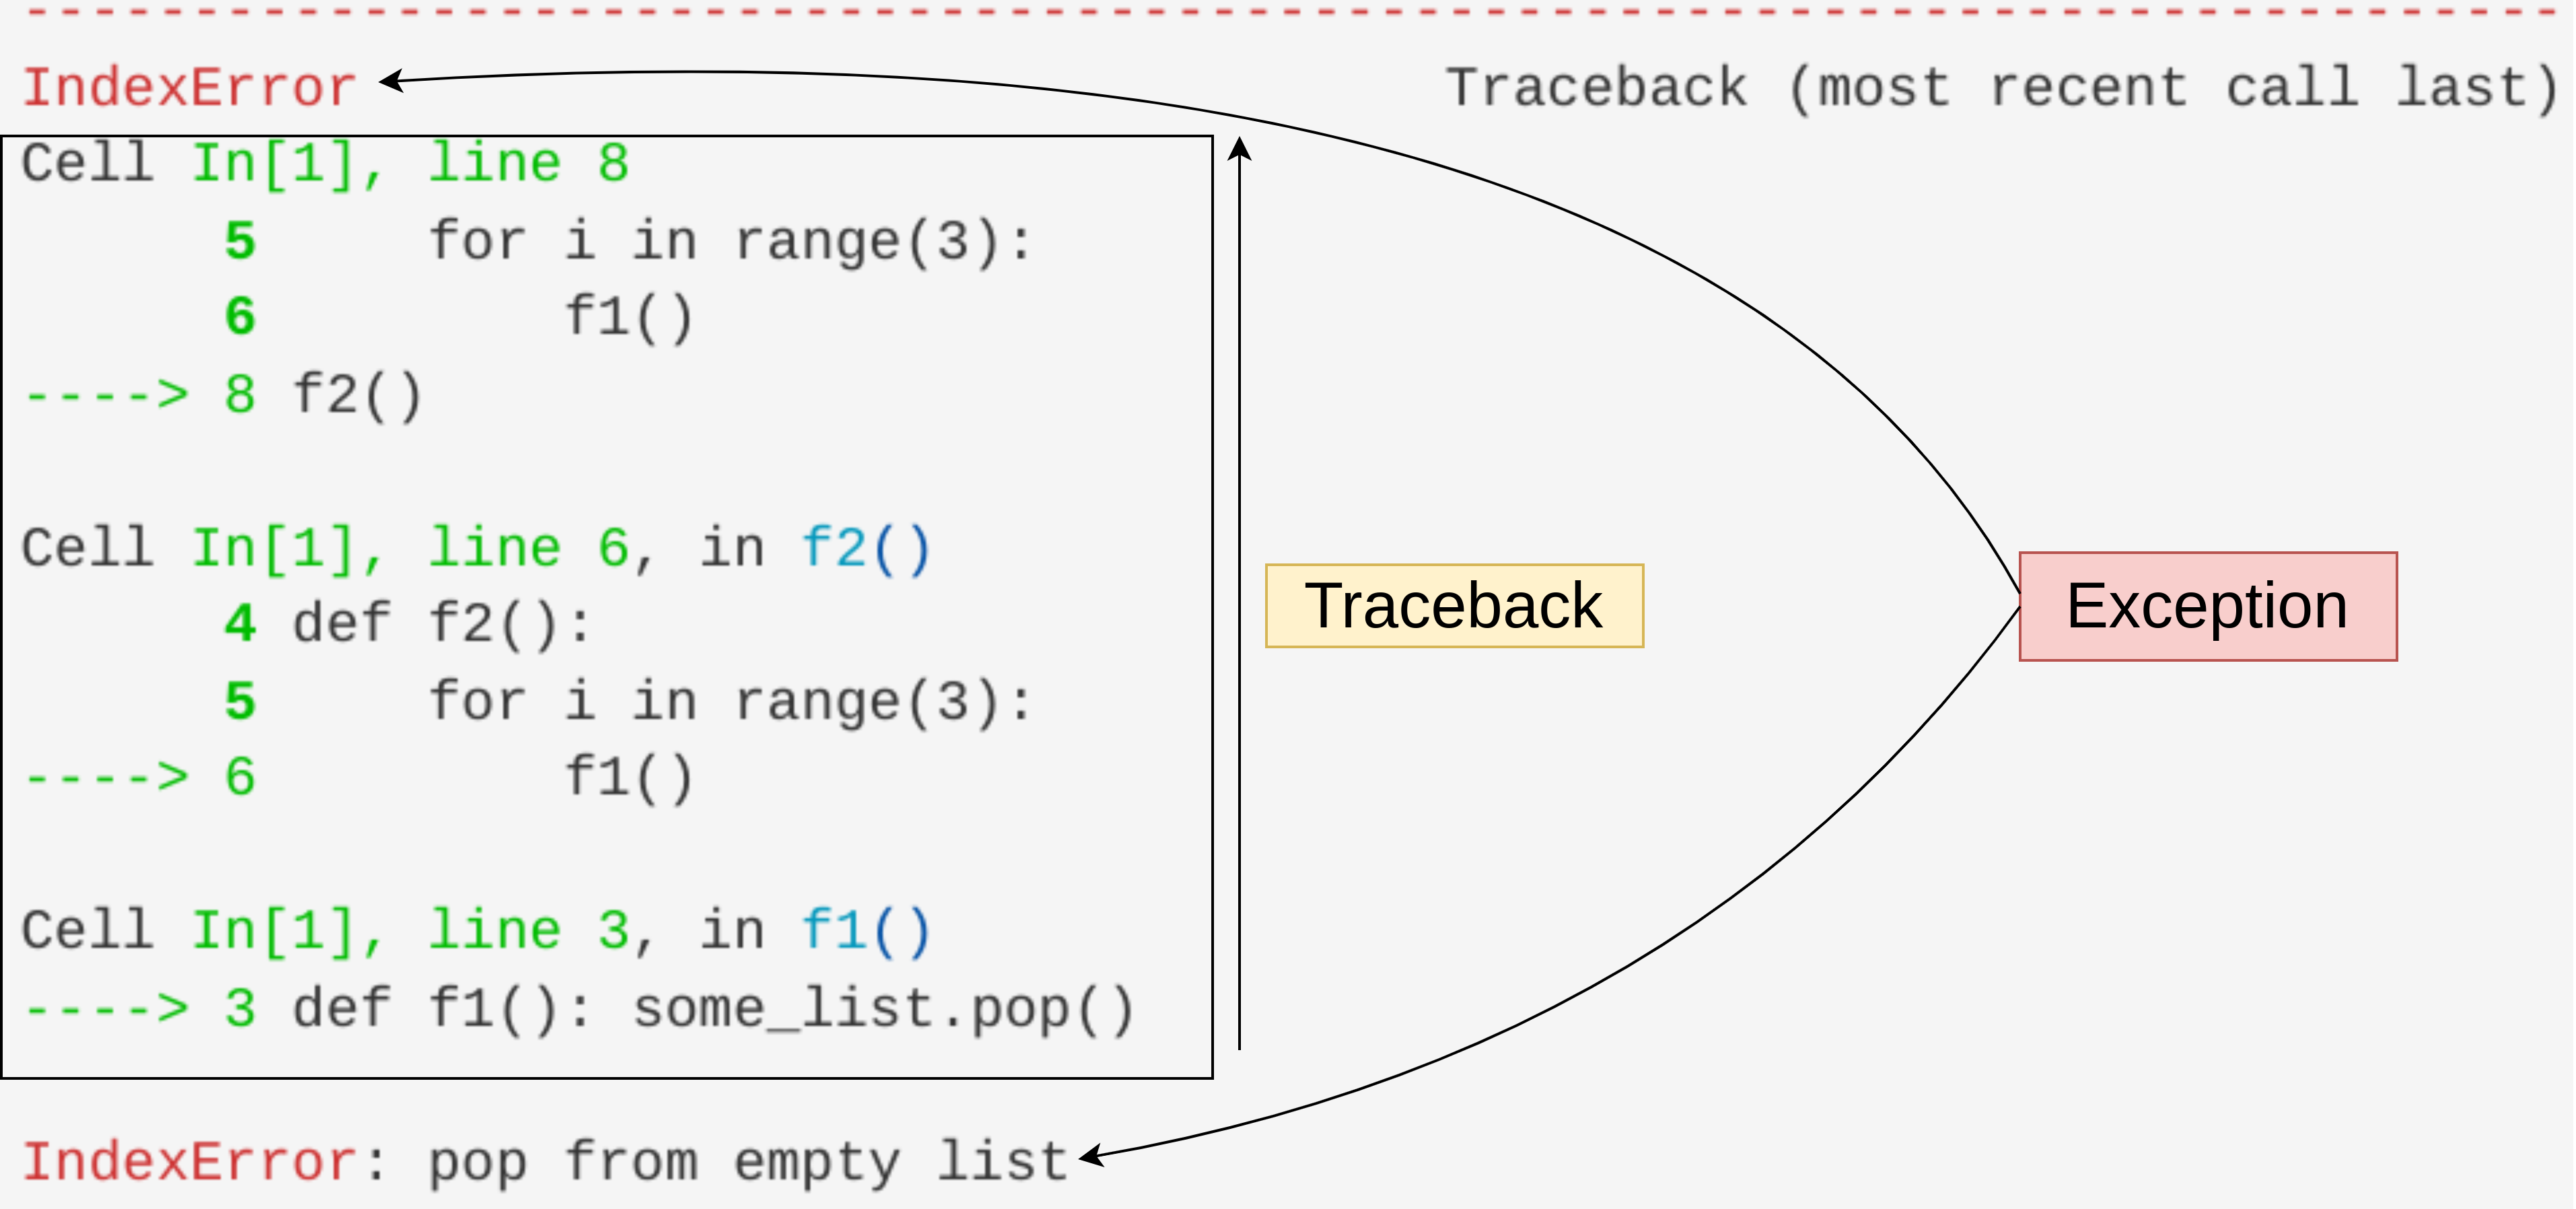 ---------------------------------------------------------------------------
IndexError                                Traceback (most recent call last)
Cell In[1], line 8
      5     for i in range(3):
      6         f1()
----> 8 f2()
Cell In[1], line 6, in f2()
      4 def f2():
      5     for i in range(3):
----> 6         f1()
Cell In[1], line 3, in f1()
----> 3 def f1(): some_list.pop()
IndexError: pop from empty list
Traceback
Exception